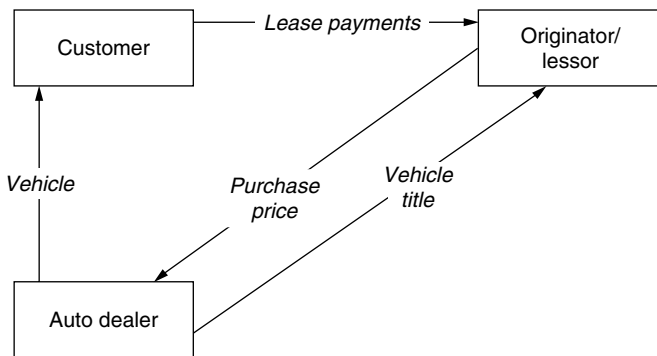 Customer
Lease payments
Originator/
lessor
Vehicle
Purchase
price
Vehicle
title
Auto dealer